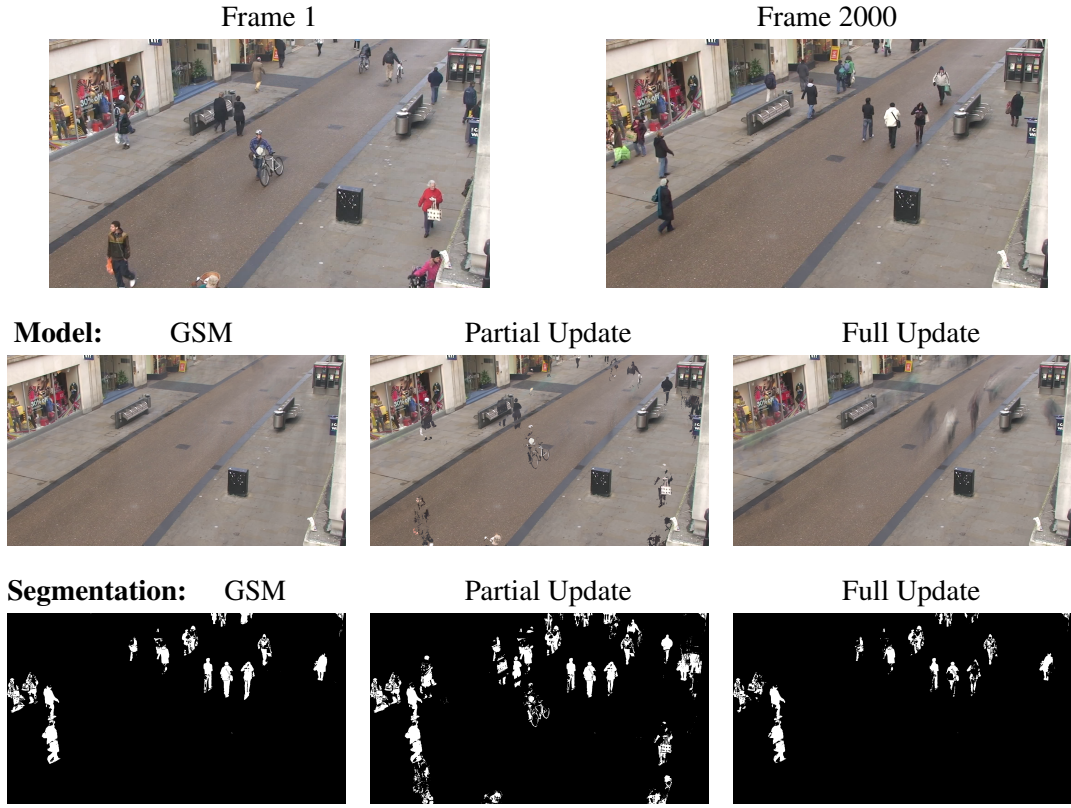 Frame 1 Frame 2000
Model: GSM Partial Update Full Update
Segmentation: GSM Partial Update Full Update